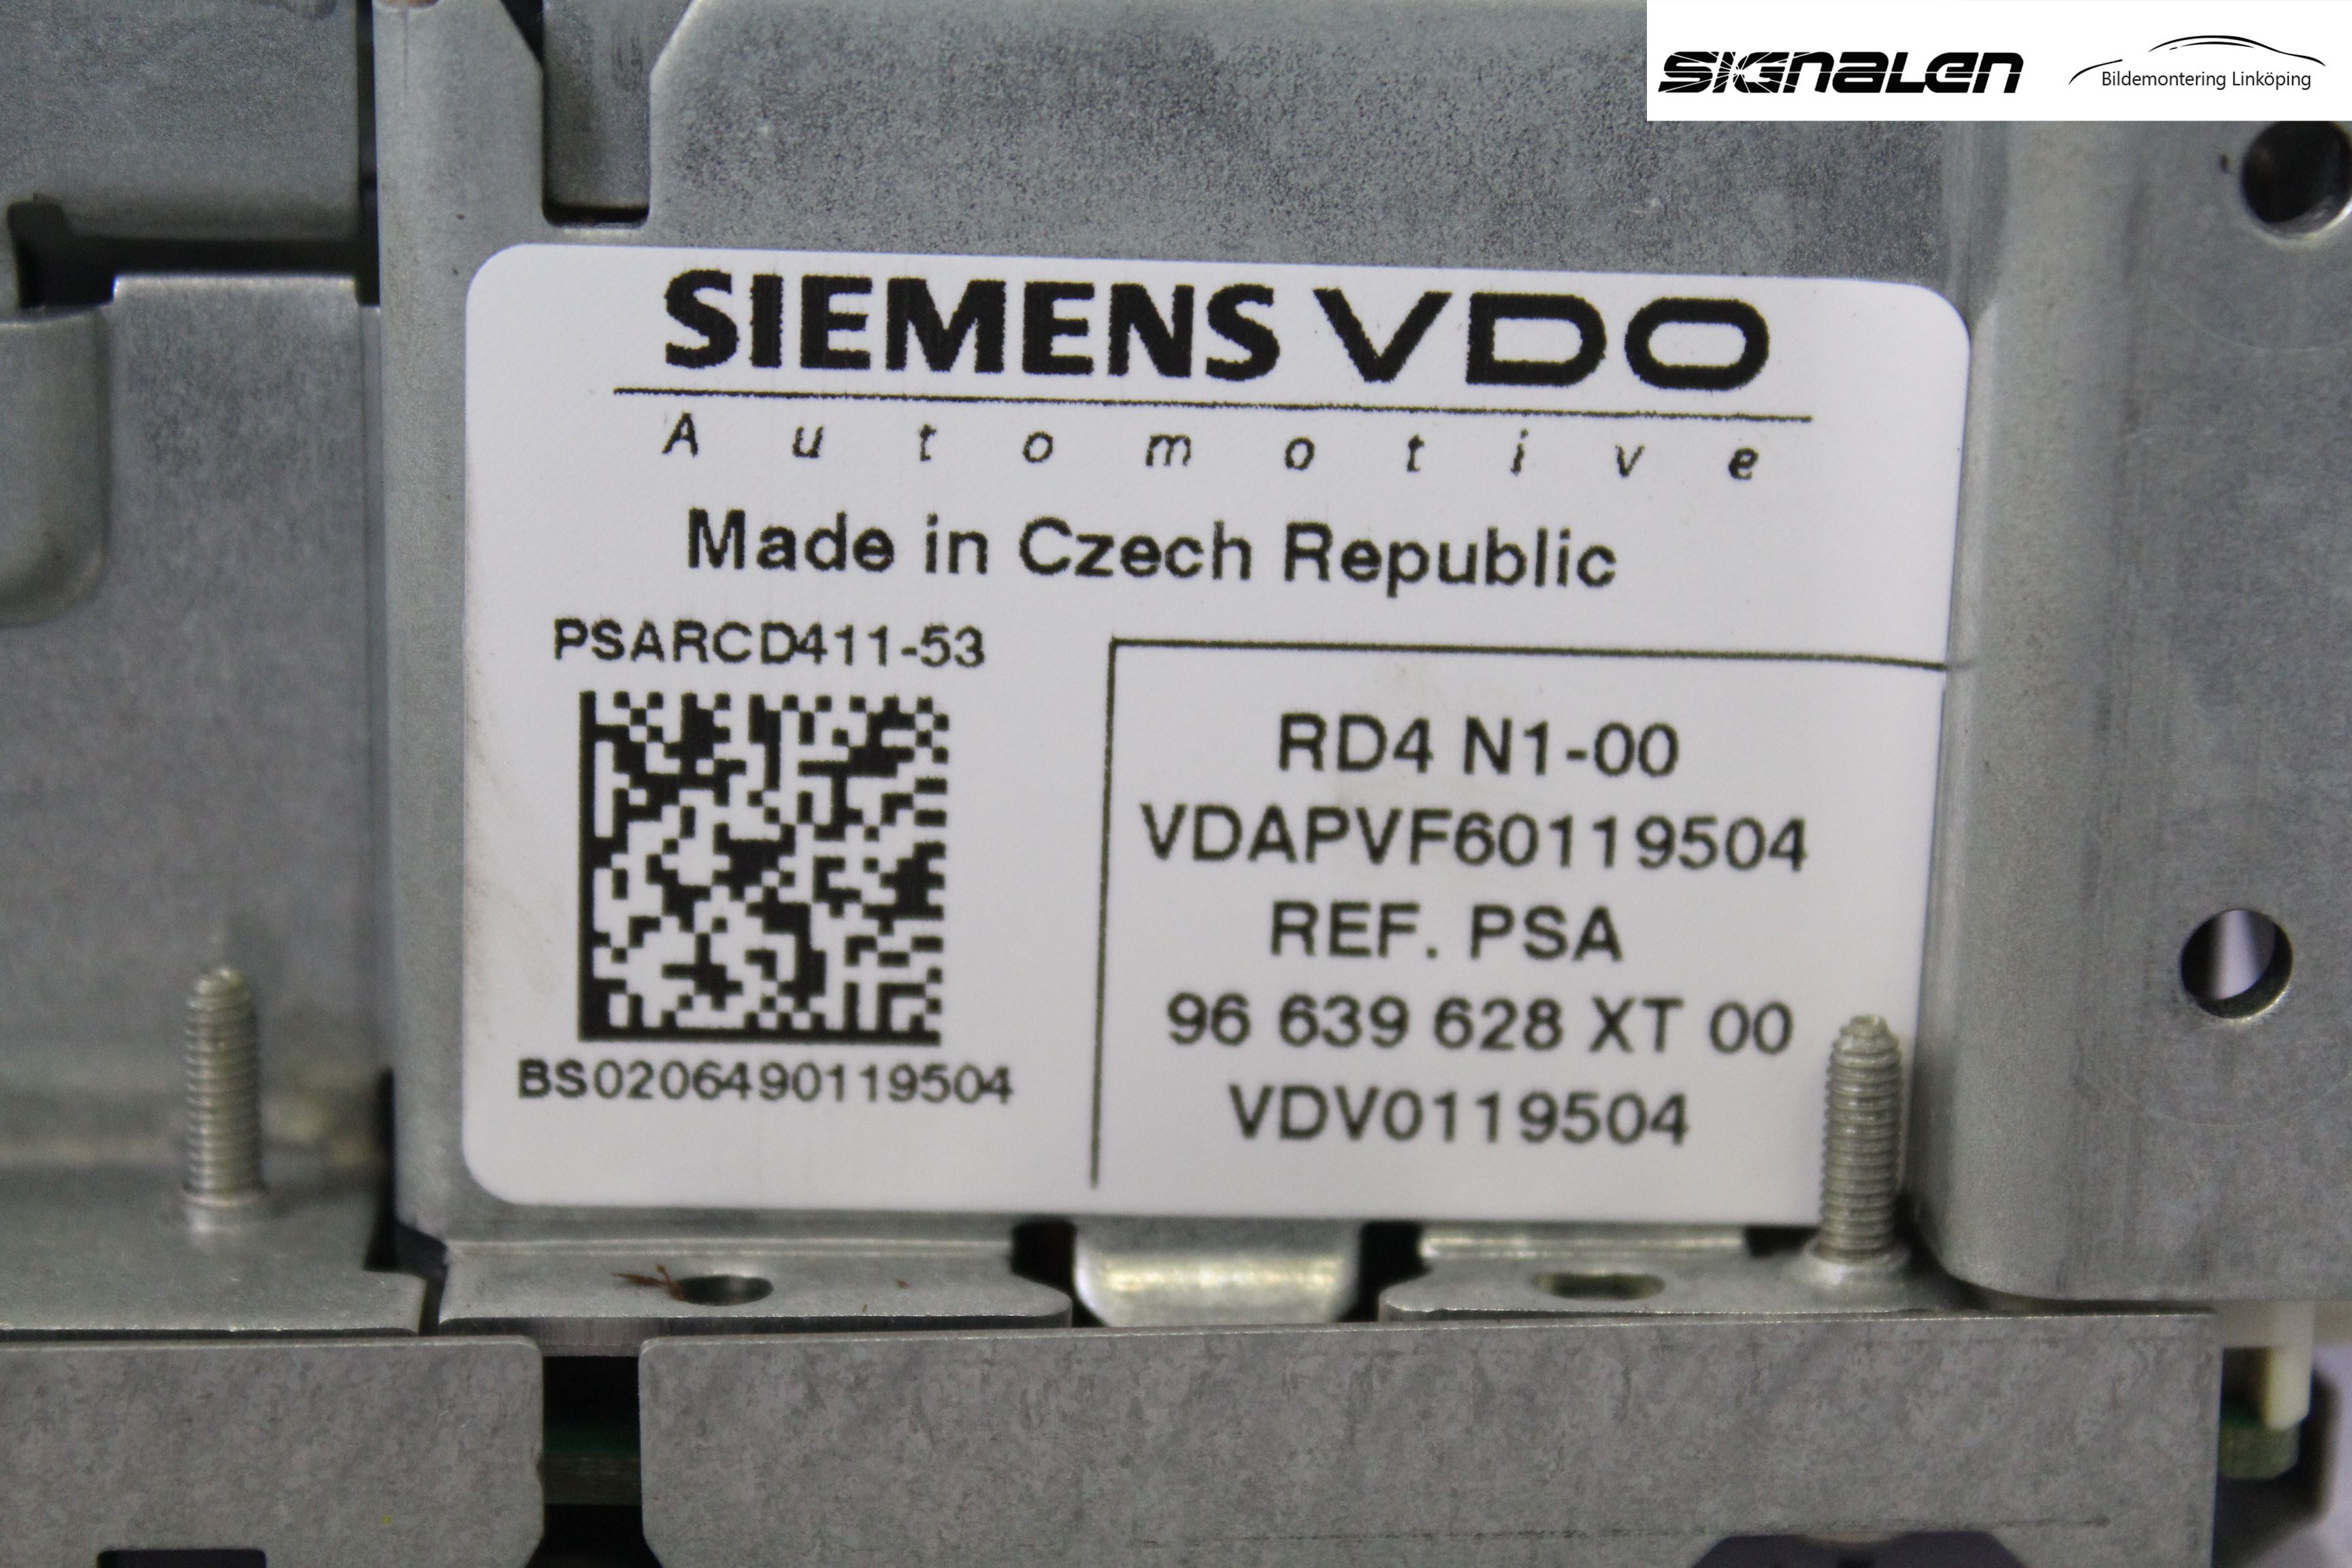 SIGNALEN
Bildemontering Linköping
SIEMENS VDO
Automotive
Made in Czech Republic
PSARCD411-53
BS0206490119504
RD4 N1-00
VDAPVF60119504
REF. PSA
96 639 628 XT 00
VDV0119504